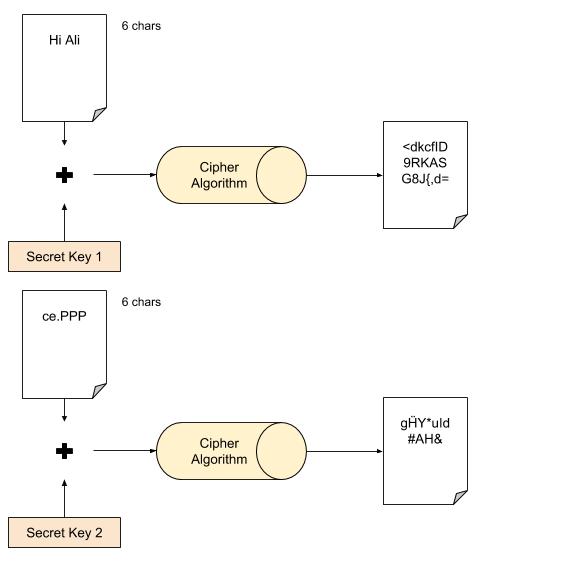 Hi Ali
6 chars
Cipher
Algorithm
<dkcfID
9RKAS
G8J{,d=
Secret Key 1
ce.PPP
6 chars
Cipher
Algorithm
gḦY*uId
#AH&
Secret Key 2